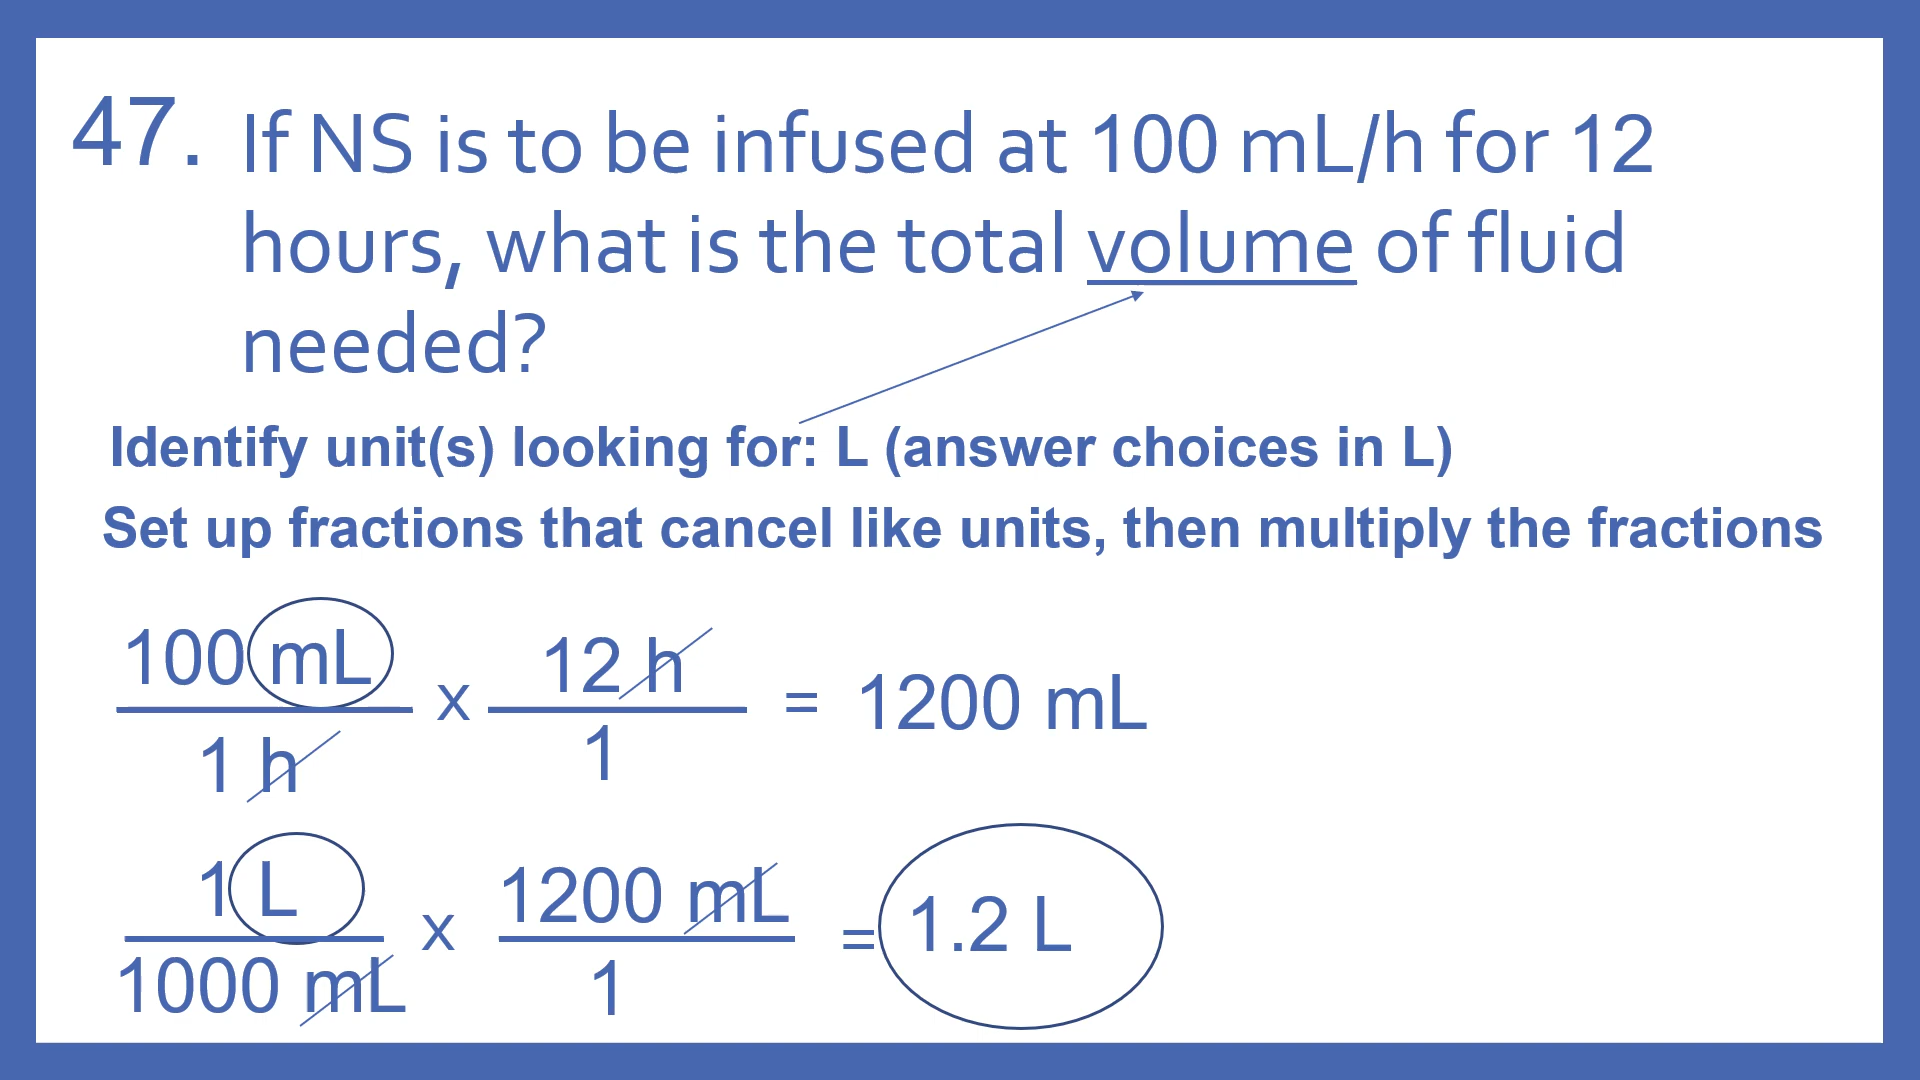 47. If NS is to be infused at 100 mL/h for 12
hours, what is the total volume of fluid
needed?
Identify unit(s) looking for: L (answer choices in L)
Set up fractions that cancel like units, then multiply the fractions
100 mL
1 h
x
12 h
1
= 1200 mL
1 L
1000 mL
x
1200 mL
1
= 1.2 L